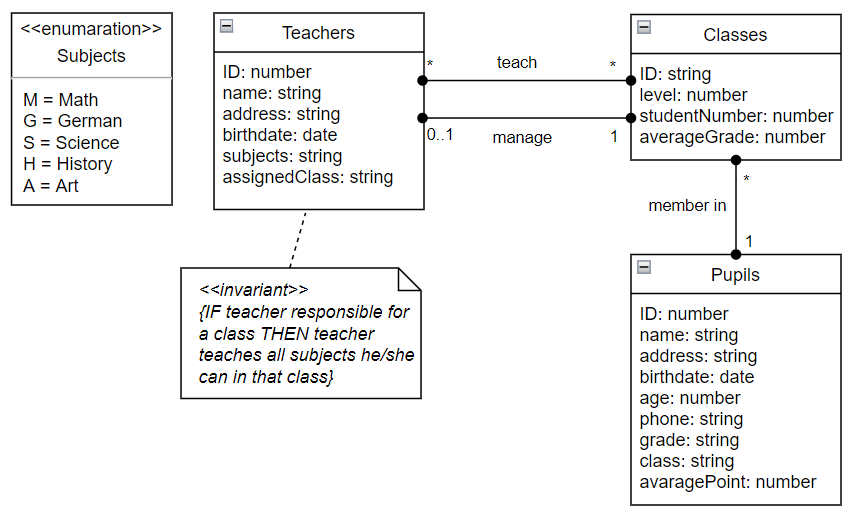 <<enumaration>>
Subjects
M = Math
G = German
S = Science
H = History
A = Art
Teachers
ID: number
name: string
address: string
birthdate: date
subjects: string
assignedClass: string
* teach *
0..1 manage 1
Classes
ID: string
level: number
studentNumber: number
averageGrade: number
*
member in
1
<<invariant>>
{IF teacher responsible for
a class THEN teacher
teaches all subjects he/she
can in that class}
Pupils
ID: number
name: string
address: string
birthdate: date
age: number
phone: string
grade: string
class: string
avaragePoint: number